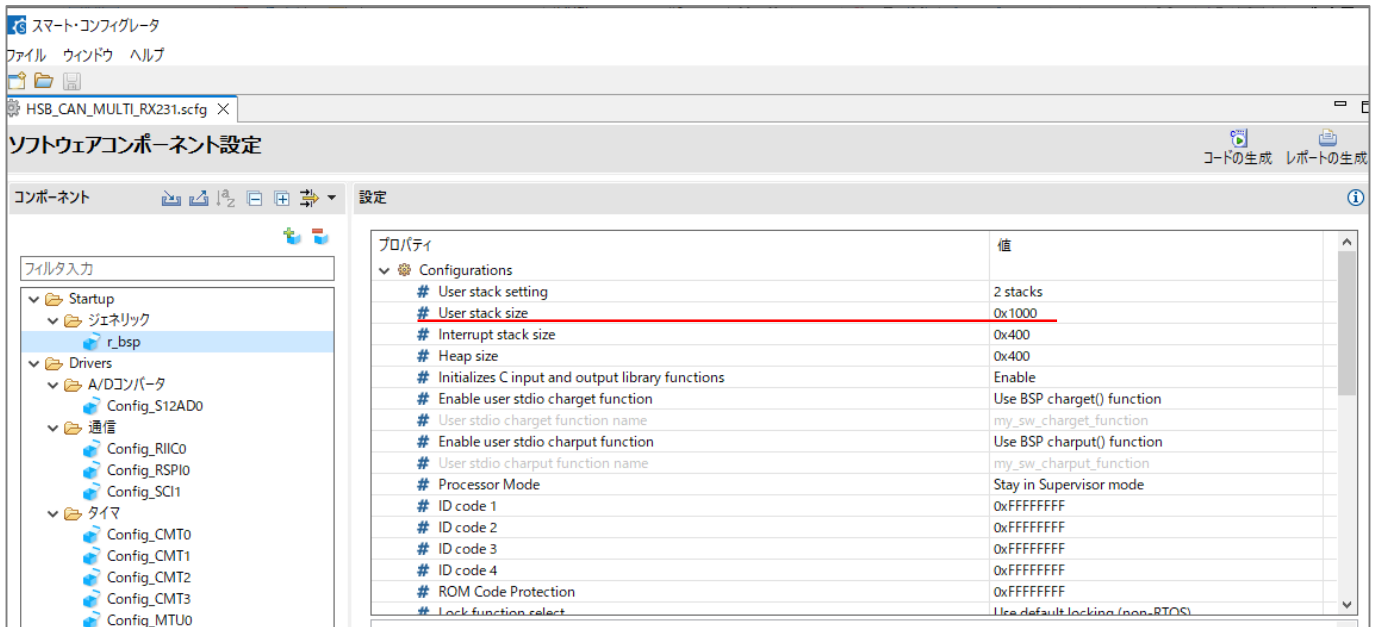 スマート・コンフィグレータ
ファイル ウィンドウ ヘルプ
HSB_CAN_MULTI_RX231.scfg
ソフトウェアコンポーネント設定
コードの生成 レポートの生成
コンポーネント
設定
フィルタ入力
Startup
ジェネリック
r_bsp
Drivers
A/Dコンバータ
Config_S12AD0
通信
Config_RIIC0
Config_RSPI0
Config_SCI1
タイマ
Config_CMT0
Config_CMT1
Config_CMT2
Config_CMT3
Config_MTU0
プロパティ 値
Configurations
# User stack setting 2 stacks
# User stack size 0x1000
# Interrupt stack size 0x400
# Heap size 0x400
# Initializes C input and output library functions Enable
# Enable user stdio charget function Use BSP charget() function
# User stdio charget function name my_sw_charget_function
# Enable user stdio charput function Use BSP charput() function
# User stdio charput function name my_sw_charput_function
# Processor Mode Stay in Supervisor mode
# ID code 1 0xFFFFFFFF
# ID code 2 0xFFFFFFFF
# ID code 3 0xFFFFFFFF
# ID code 4 0xFFFFFFFF
# ROM Code Protection 0xFFFFFFFF
# Lock function select Use default locking (non-RTOS)